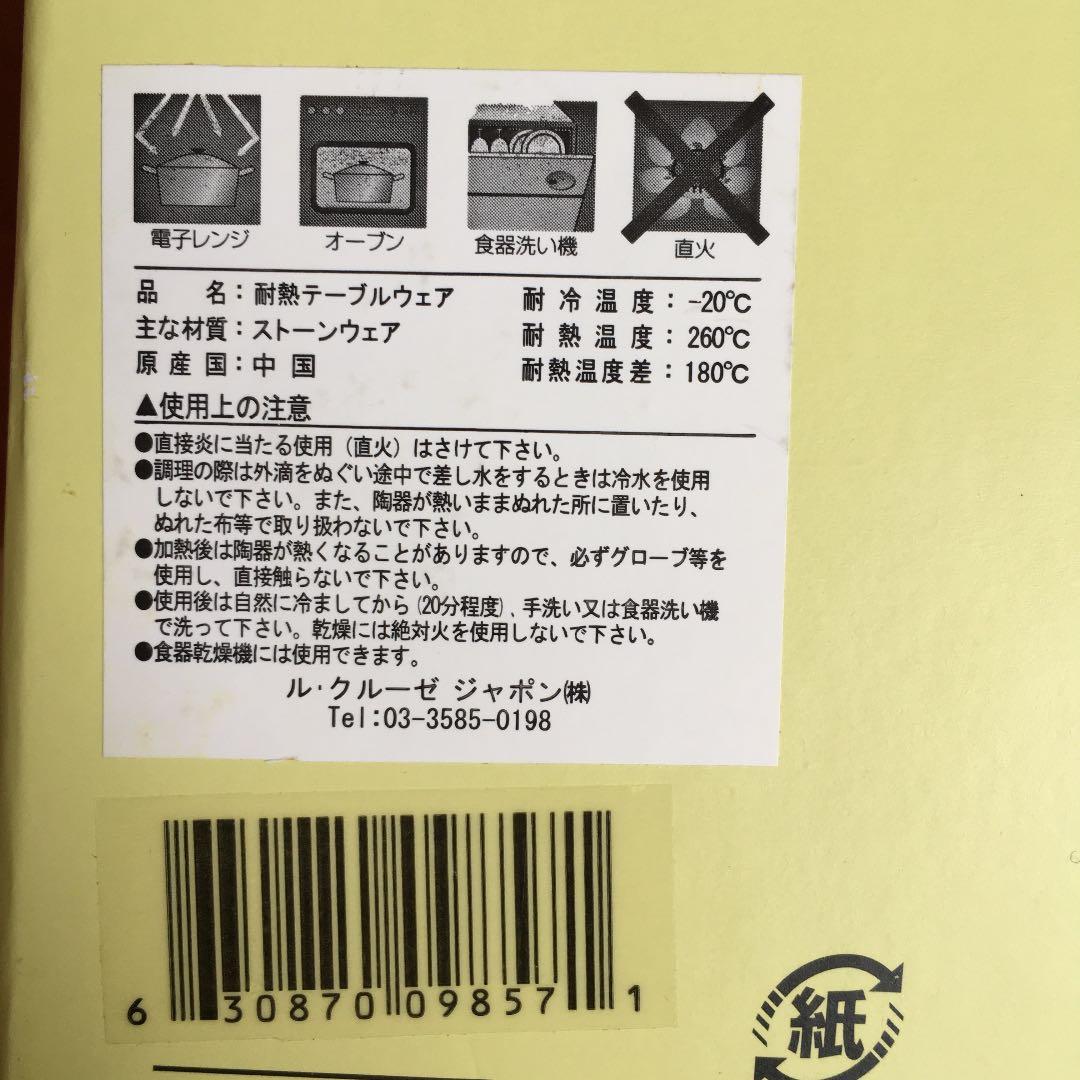 電子レンジ オーブン 食器洗い機 直火
品　　名：耐熱テーブルウェア　耐 冷 温 度：-20℃
主な材質：ストーンウェア　耐 熱 温 度：260℃
原 産 国：中 国　耐熱温度差：180℃
▲使用上の注意
●直接炎に当たる使用（直火）はさけて下さい。
●調理の際は外滴をぬぐい途中で差し水をするときは冷水を使用
しないで下さい。また、陶器が熱いままぬれた所に置いたり、
ぬれた布等で取り扱わないで下さい。
●加熱後は陶器が熱くなることがありますので、必ずグローブ等を
使用し、直接触らないで下さい。
●使用後は自然に冷ましてから(20分程度)、手洗い又は食器洗い機
で洗って下さい。乾燥には絶対火を使用しないで下さい。
●食器乾燥機には使用できます。
ル・クルーゼ ジャポン㈱
Tel:03-3585-0198
6 30870 09857 1
紙